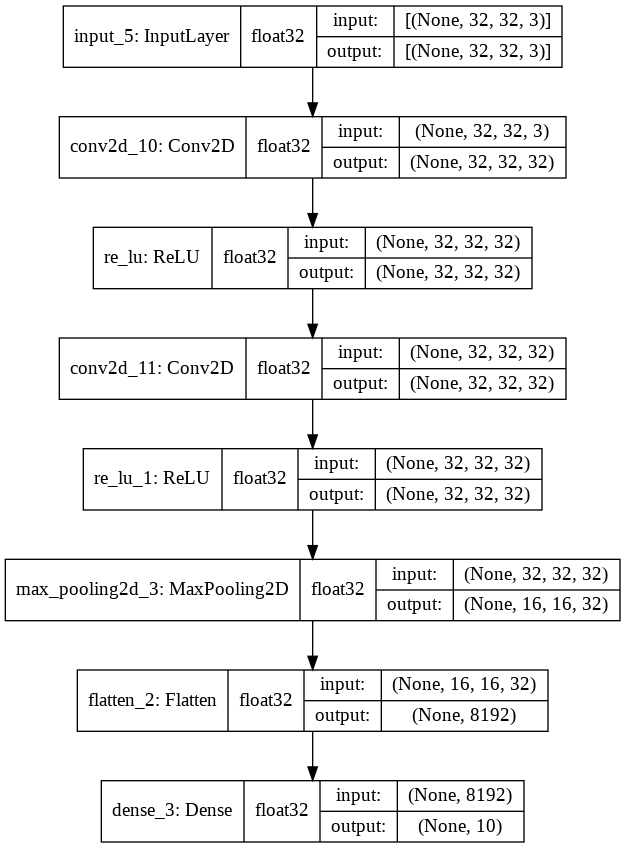 input_5: InputLayer float32 input: [(None, 32, 32, 3)]
output: [(None, 32, 32, 3)]
conv2d_10: Conv2D float32 input: (None, 32, 32, 3)
output: (None, 32, 32, 32)
re_lu: ReLU float32 input: (None, 32, 32, 32)
output: (None, 32, 32, 32)
conv2d_11: Conv2D float32 input: (None, 32, 32, 32)
output: (None, 32, 32, 32)
re_lu_1: ReLU float32 input: (None, 32, 32, 32)
output: (None, 32, 32, 32)
max_pooling2d_3: MaxPooling2D float32 input: (None, 32, 32, 32)
output: (None, 16, 16, 32)
flatten_2: Flatten float32 input: (None, 16, 16, 32)
output: (None, 8192)
dense_3: Dense float32 input: (None, 8192)
output: (None, 10)